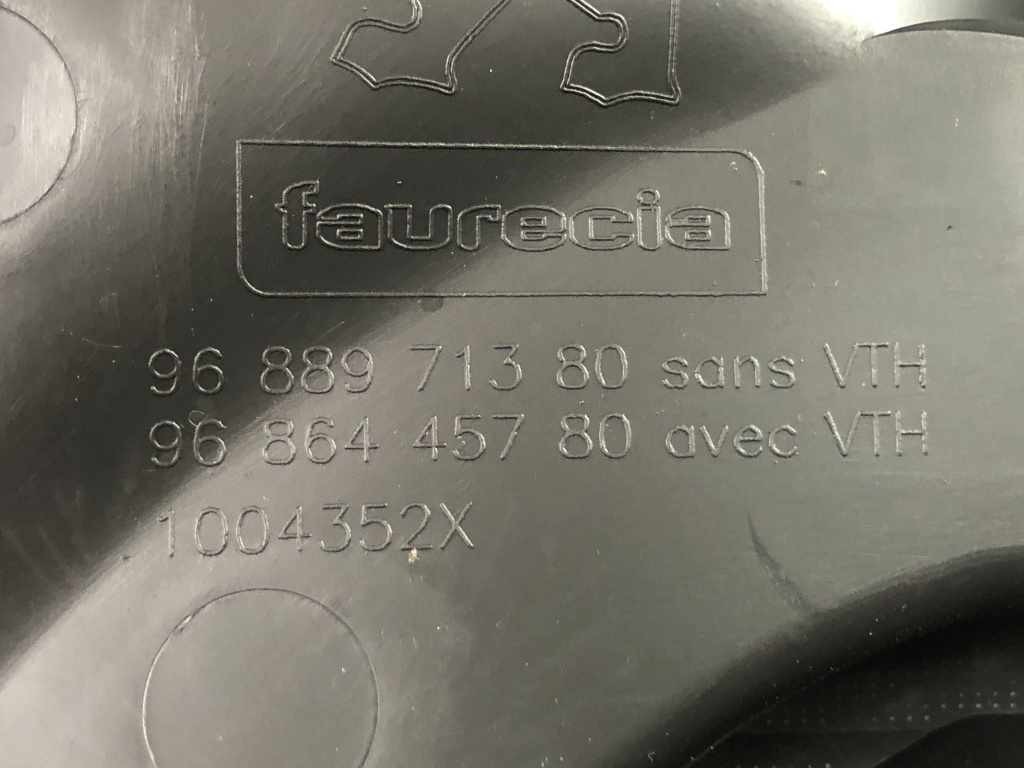 faurecia
96 889 713 80 sans VTH
96 864 457 80 avec VTH
1004352X